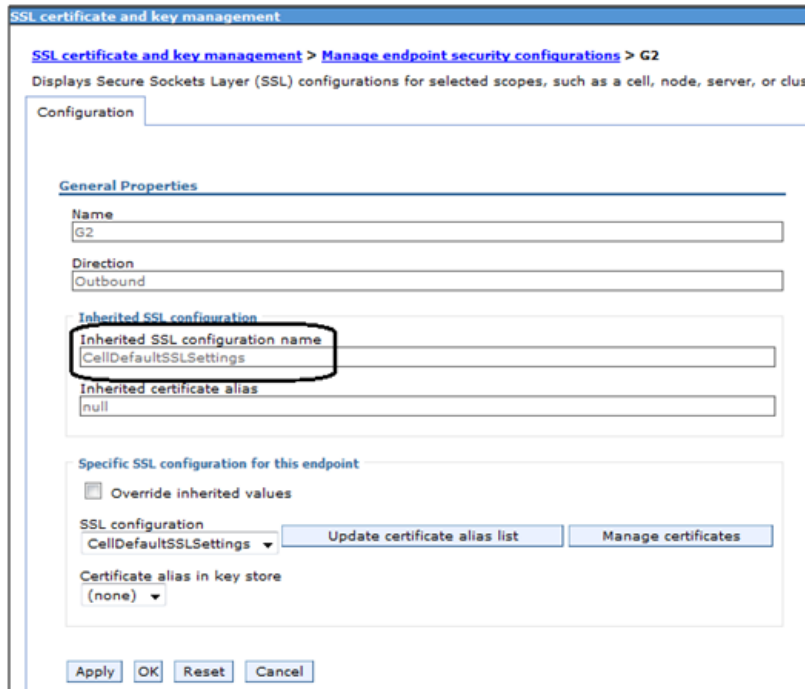 SSL certificate and key management
SSL certificate and key management > Manage endpoint security configurations > G2
Displays Secure Sockets Layer (SSL) configurations for selected scopes, such as a cell, node, server, or clus
Configuration
General Properties
Name
G2
Direction
Outbound
Inherited SSL configuration
Inherited SSL configuration name
CellDefaultSSLSettings
Inherited certificate alias
null
Specific SSL configuration for this endpoint
Override inherited values
SSL configuration
CellDefaultSSLSettings Update certificate alias list Manage certificates
Certificate alias in key store
(none)
Apply OK Reset Cancel